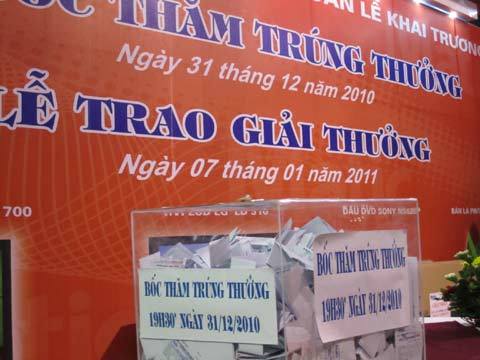 LỄ KHAI TRƯƠNG
BỐC THĂM TRÚNG THƯỞNG
Ngày 31 tháng 12 năm 2010
LỄ TRAO GIẢI THƯỞNG
Ngày 07 tháng 01 năm 2011
700
ĐẦU DVD SONY
BÀN LÀ
BỐC THĂM TRÚNG THƯỞNG
19H30' NGÀY 31/12/2010
BỐC THĂM TRÚNG THƯỞNG
19H30' NGÀY 31/12/2010